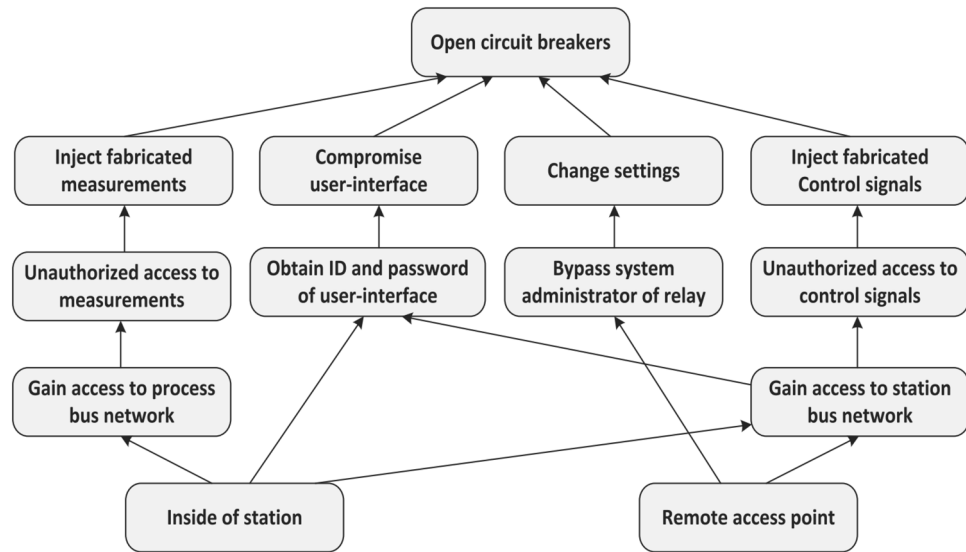 Open circuit breakers
Inject fabricated
measurements
Compromise
user-interface
Change settings
Inject fabricated
Control signals
Unauthorized access to
measurements
Obtain ID and password
of user-interface
Bypass system
administrator of relay
Unauthorized access to
control signals
Gain access to process
bus network
Gain access to station
bus network
Inside of station
Remote access point